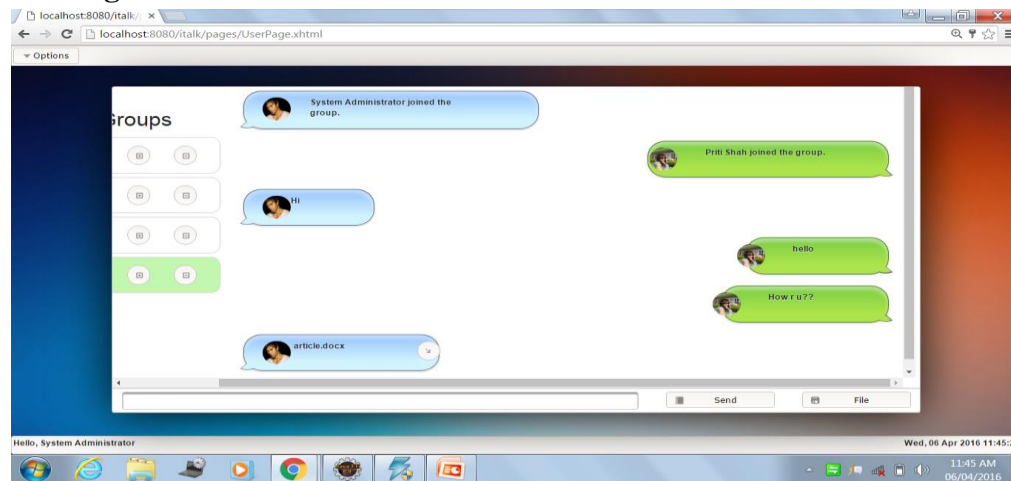 localhost:8080/italk/
localhost:8080/italk/pages/UserPage.xhtml
Options
Groups
System Administrator joined the
group.
Priti Shah joined the group.
Hi
hello
How r u??
article.docx
Send
File
Hello, System Administrator
Wed, 06 Apr 2016 11:45:
11:45 AM
06/04/2016